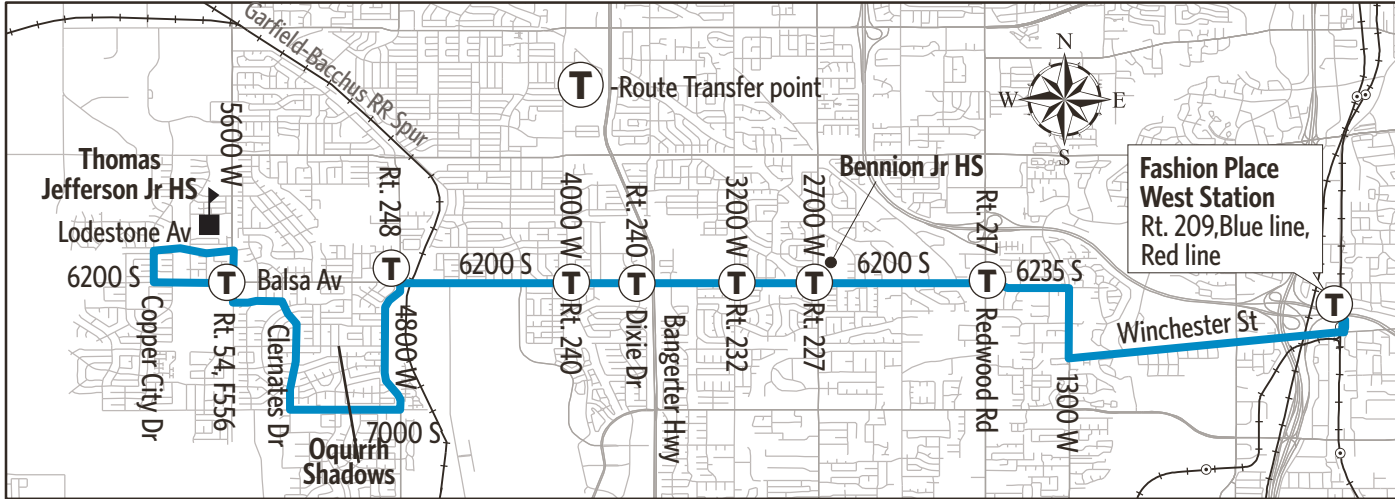 Garfield-Bacchus RR Spur
T
-Route Transfer point
N
W
E
S
5600 W
Thomas
Jefferson Jr HS
Lodestone Av
6200 S
T
Balsa Av
Copper City Dr
Rt. 54, F556
Clernates Dr
Oquirrh
Shadows
7000 S
4800 W
Rt. 248
T
6200 S
4000 W
T
Rt. 240
Rt. 240
T
Dixie Dr
Bangerter Hwy
3200 W
T
Rt. 232
2700 W
T
Rt. 227
Bennion Jr HS
6200 S
Rt. 217
T
Redwood Rd
6235 S
1300 W
Winchester St
Fashion Place
West Station
Rt. 209,Blue line,
Red line
T